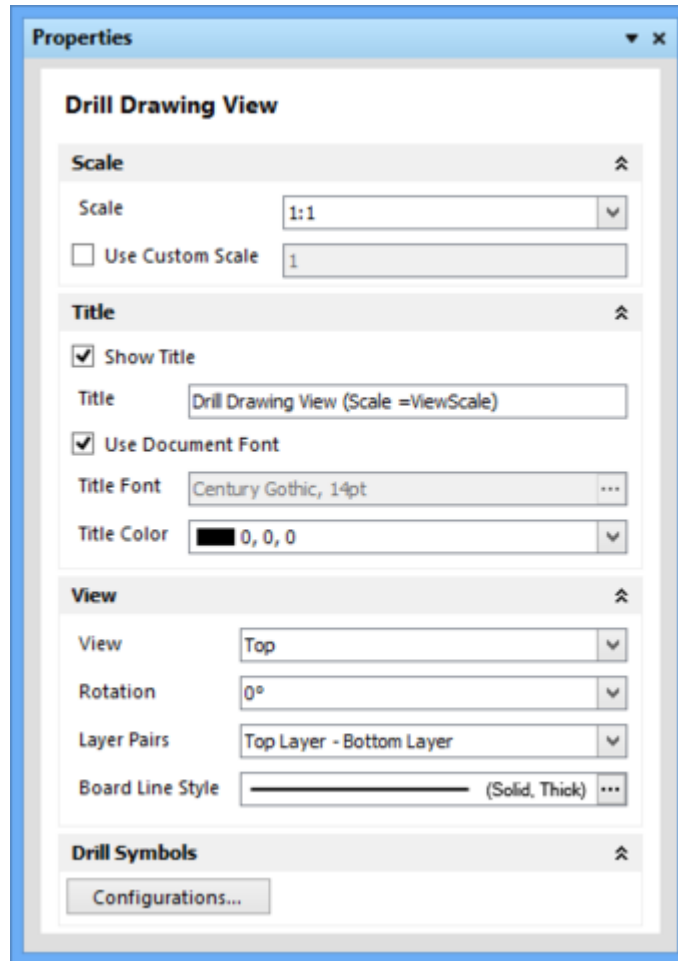 Properties
Drill Drawing View
Scale
Scale 1:1
Use Custom Scale 1
Title
Show Title
Title Drill Drawing View (Scale =ViewScale)
Use Document Font
Title Font Century Gothic, 14pt ...
Title Color 0, 0, 0
View
View Top
Rotation 0°
Layer Pairs Top Layer - Bottom Layer
Board Line Style (Solid, Thick) ...
Drill Symbols
Configurations...